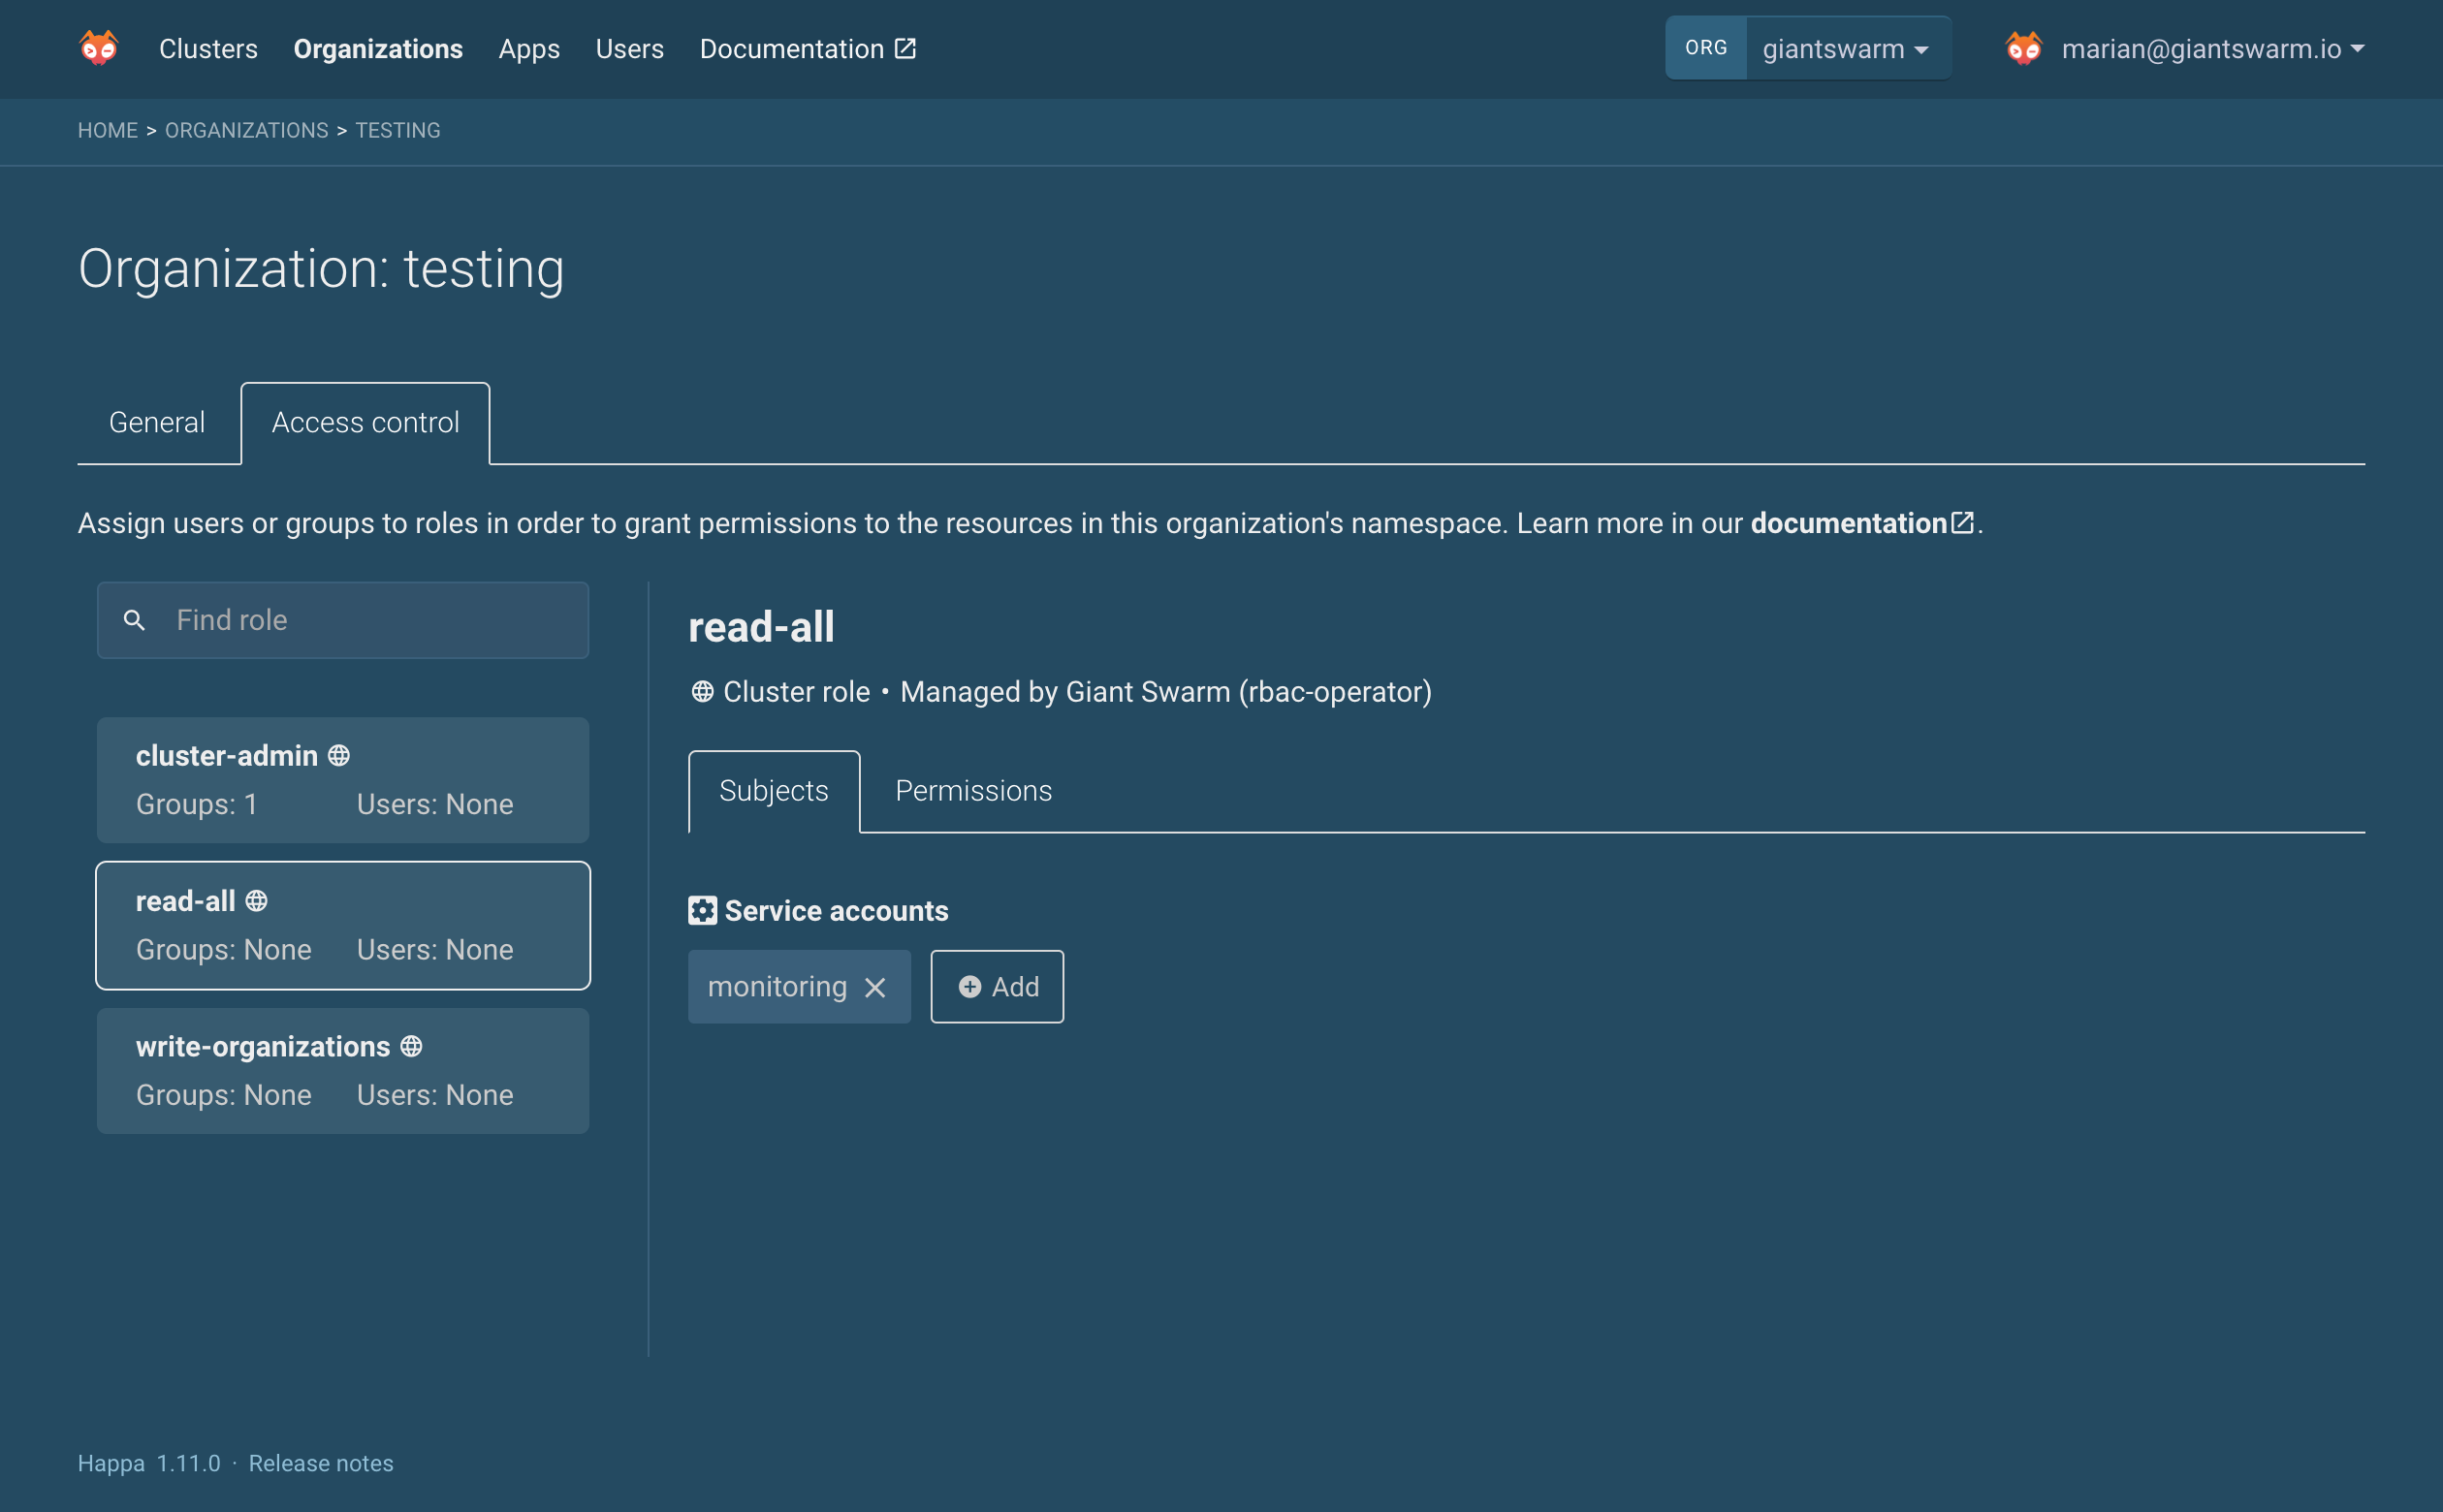 Clusters Organizations Apps Users Documentation ORG giantswarm marian@giantswarm.io
HOME > ORGANIZATIONS > TESTING
Organization: testing
General Access control
Assign users or groups to roles in order to grant permissions to the resources in this organization's namespace. Learn more in our documentation.
Find role
cluster-admin
Groups: 1 Users: None
read-all
Groups: None Users: None
write-organizations
Groups: None Users: None
read-all
Cluster role • Managed by Giant Swarm (rbac-operator)
Subjects Permissions
Service accounts
monitoring Add
Happa 1.11.0 · Release notes